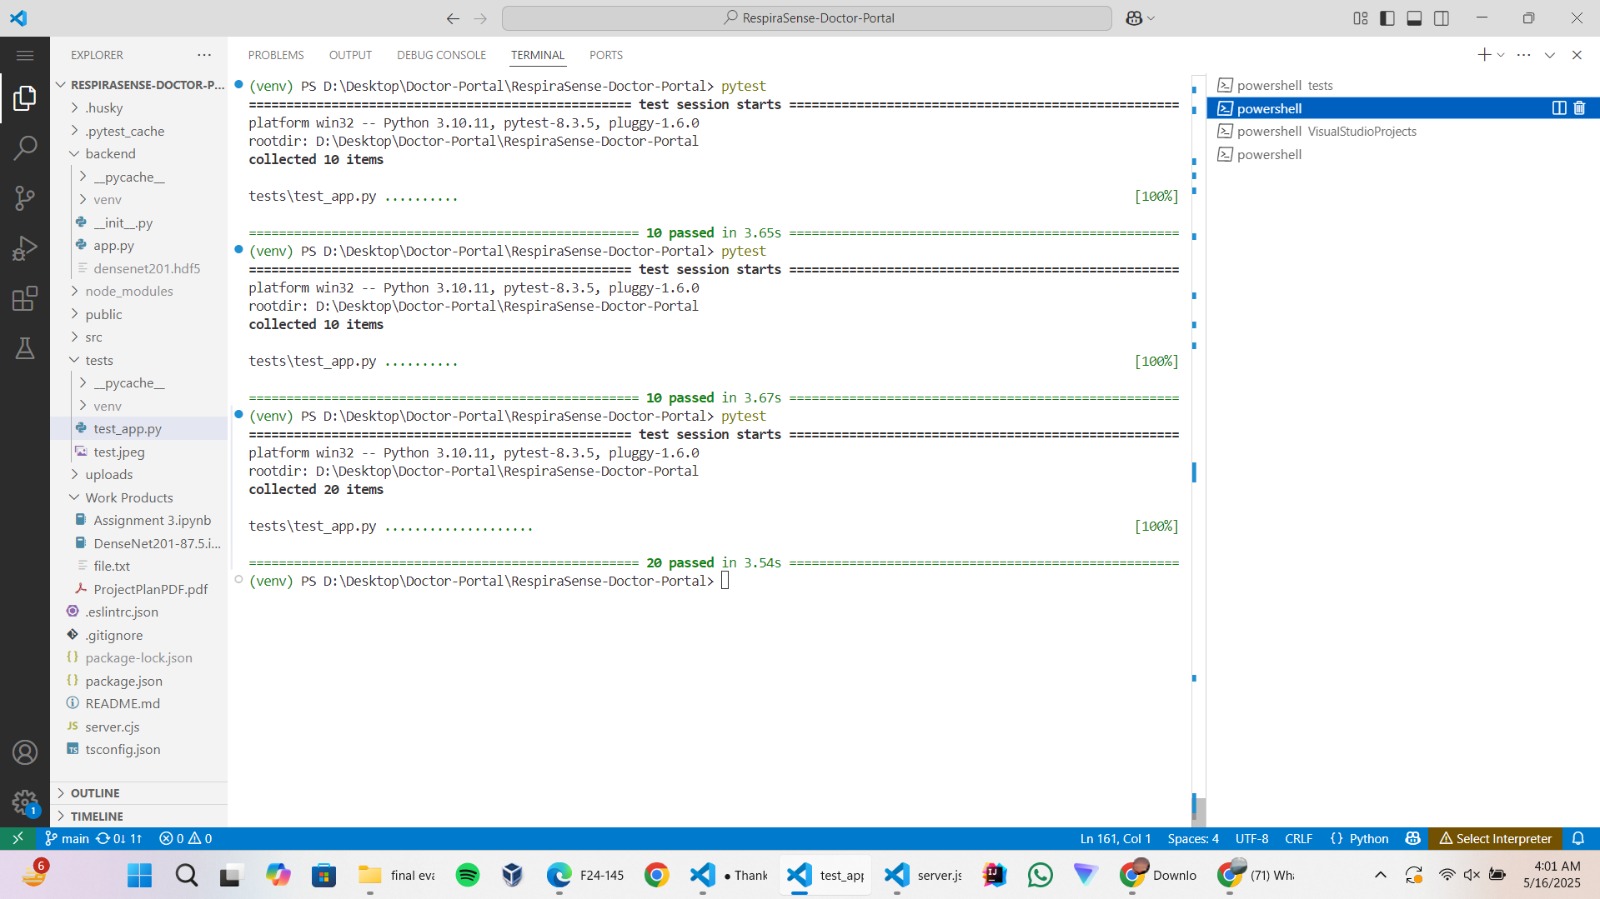 RespiraSense-Doctor-Portal
EXPLORER
RESPIRASENSE-DOCTOR-P...
.husky
.pytest_cache
backend
__pycache__
venv
__init__.py
app.py
densenet201.hdf5
node_modules
public
src
tests
__pycache__
venv
test_app.py
test.jpeg
uploads
Work Products
Assignment 3.ipynb
DenseNet201-87.5.i...
file.txt
ProjectPlanPDF.pdf
.eslintrc.json
.gitignore
package-lock.json
package.json
README.md
JS server.cjs
TS tsconfig.json
OUTLINE
TIMELINE
PROBLEMS OUTPUT DEBUG CONSOLE TERMINAL PORTS
(venv) PS D:\Desktop\Doctor-Portal\RespiraSense-Doctor-Portal> pytest
test session starts
platform win32 -- Python 3.10.11, pytest-8.3.5, pluggy-1.6.0
rootdir: D:\Desktop\Doctor-Portal\RespiraSense-Doctor-Portal
collected 10 items
tests\test_app.py .......... [100%]
10 passed in 3.65s
(venv) PS D:\Desktop\Doctor-Portal\RespiraSense-Doctor-Portal> pytest
test session starts
platform win32 -- Python 3.10.11, pytest-8.3.5, pluggy-1.6.0
rootdir: D:\Desktop\Doctor-Portal\RespiraSense-Doctor-Portal
collected 10 items
tests\test_app.py .......... [100%]
10 passed in 3.67s
(venv) PS D:\Desktop\Doctor-Portal\RespiraSense-Doctor-Portal> pytest
test session starts
platform win32 -- Python 3.10.11, pytest-8.3.5, pluggy-1.6.0
rootdir: D:\Desktop\Doctor-Portal\RespiraSense-Doctor-Portal
collected 20 items
tests\test_app.py .................... [100%]
20 passed in 3.54s
(venv) PS D:\Desktop\Doctor-Portal\RespiraSense-Doctor-Portal>
powershell tests
powershell
powershell VisualStudioProjects
powershell
1
main 0↓ 1↑ 0 0
Ln 161, Col 1 Spaces: 4 UTF-8 CRLF {} Python Select Interpreter
6
final eva
F24-145
• Thank
test_app
server.js
Downlo
(71) Wha
4:01 AM
5/16/2025